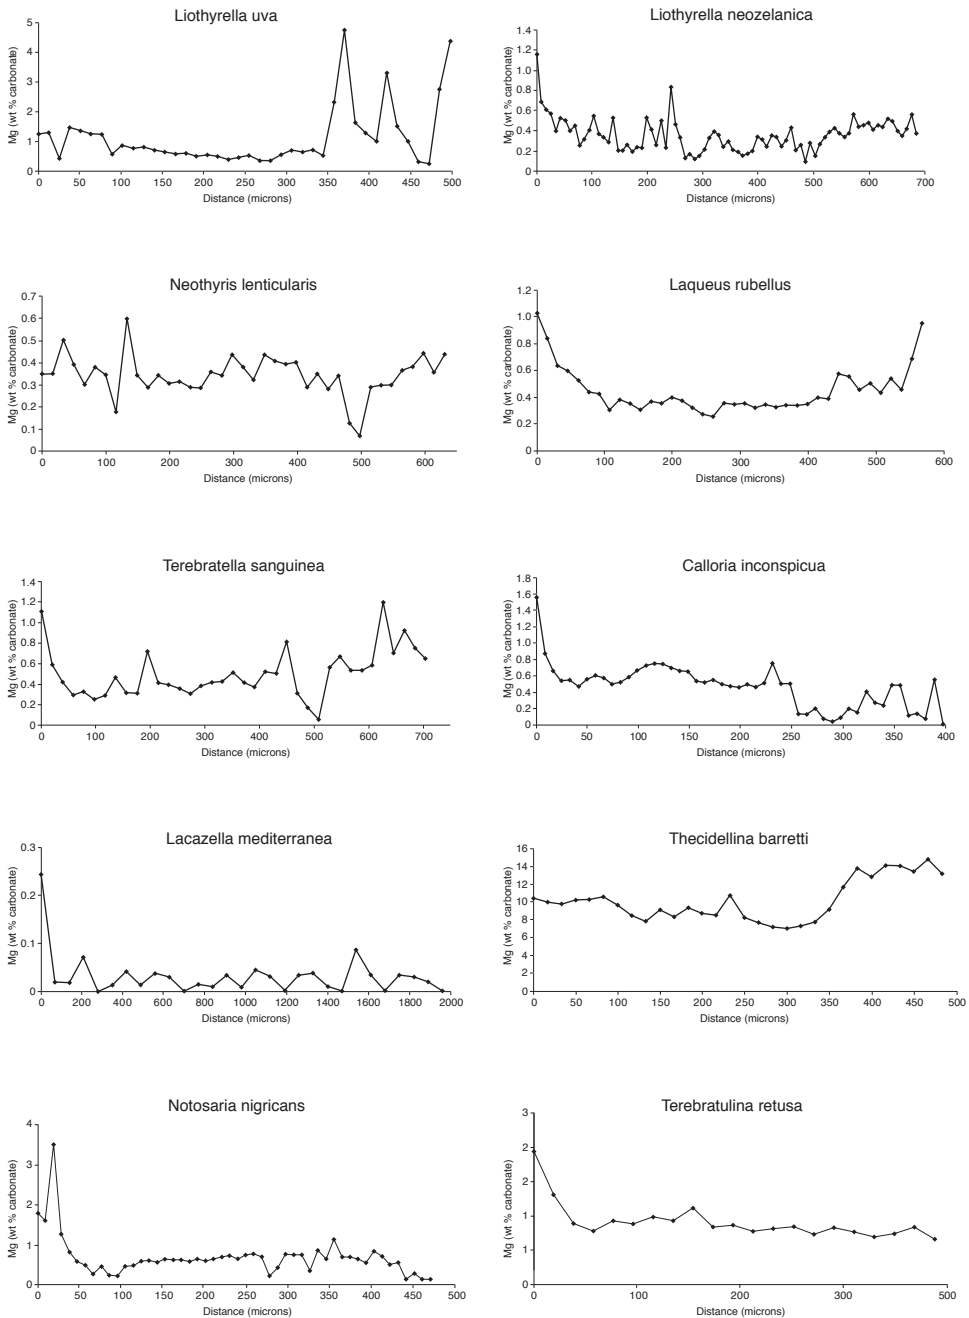 Liothyrella uva
Mg (wt % carbonate)
5
4
3
2
1
0
0 50 100 150 200 250 300 350 400 450 500
Distance (microns)
Liothyrella neozelanica
Mg (wt % carbonate)
1.4
1.2
1.0
0.8
0.6
0.4
0.2
0
0 100 200 300 400 500 600 700
Distance (microns)
Neothyris lenticularis
Mg (wt % carbonate)
0.7
0.6
0.5
0.4
0.3
0.2
0.1
0
0 100 200 300 400 500 600
Distance (microns)
Laqueus rubellus
Mg (wt % carbonate)
1.2
1.0
0.8
0.6
0.4
0.2
0
0 100 200 300 400 500 600
Distance (microns)
Terebratella sanguinea
Mg (wt % carbonate)
1.4
1.2
1.0
0.8
0.6
0.4
0.2
0
0 100 200 300 400 500 600 700
Distance (microns)
Calloria inconspicua
Mg (wt % carbonate)
1.8
1.6
1.4
1.2
1.0
0.8
0.6
0.4
0.2
0
0 50 100 150 200 250 300 350 400
Distance (microns)
Lacazella mediterranea
Mg (wt % carbonate)
0.3
0.2
0.1
0
0 200 400 600 800 1000 1200 1400 1600 1800 2000
Distance (microns)
Thecidellina barretti
Mg (wt % carbonate)
16
14
12
10
8
6
4
2
0
0 50 100 150 200 250 300 350 400 450 500
Distance (microns)
Notosaria nigricans
Mg (wt % carbonate)
4
3
2
1
0
0 50 100 150 200 250 300 350 400 450 500
Distance (microns)
Terebratulina retusa
Mg (wt % carbonate)
3
2
2
1
1
0
0 100 200 300 500
Distance (microns)